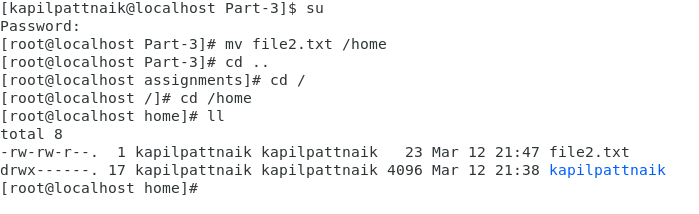 [kapilpattnaik@localhost Part-3]$ su
Password:
[root@localhost Part-3]# mv file2.txt /home
[root@localhost Part-3]# cd ..
[root@localhost assignments]# cd /
[root@localhost /]# cd /home
[root@localhost home]# ll
total 8
-rw-rw-r--.  1 kapilpattnaik kapilpattnaik   23 Mar 12 21:47 file2.txt
drwx------. 17 kapilpattnaik kapilpattnaik 4096 Mar 12 21:38 kapilpattnaik
[root@localhost home]#